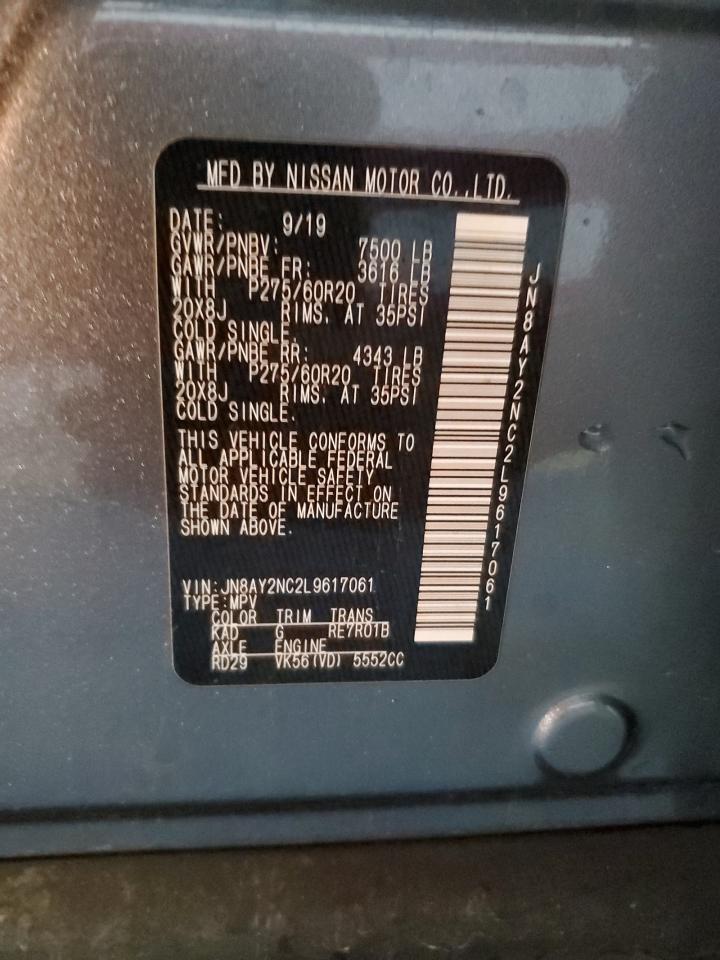 MFD BY NISSAN MOTOR CO.,LTD.
DATE: 9/19
GVWR/PNBV: 7500 LB
GAWR/PNBE FR: 3616 LB
WITH P275/60R20 TIRES
20X8J RIMS. AT 35PSI
COLD SINGLE.
GAWR/PNBE RR: 4343 LB
WITH P275/60R20 TIRES
20X8J RIMS. AT 35PSI
COLD SINGLE.
THIS VEHICLE CONFORMS TO
ALL APPLICABLE FEDERAL
MOTOR VEHICLE SAFETY
STANDARDS IN EFFECT ON
THE DATE OF MANUFACTURE
SHOWN ABOVE.
VIN:JN8AY2NC2L9617061
TYPE:MPV
COLOR TRIM TRANS
KAD G RE7R01B
AXLE ENGINE
RD29 VK56(VD) 5552CC
JN8AY2NC2L9617061